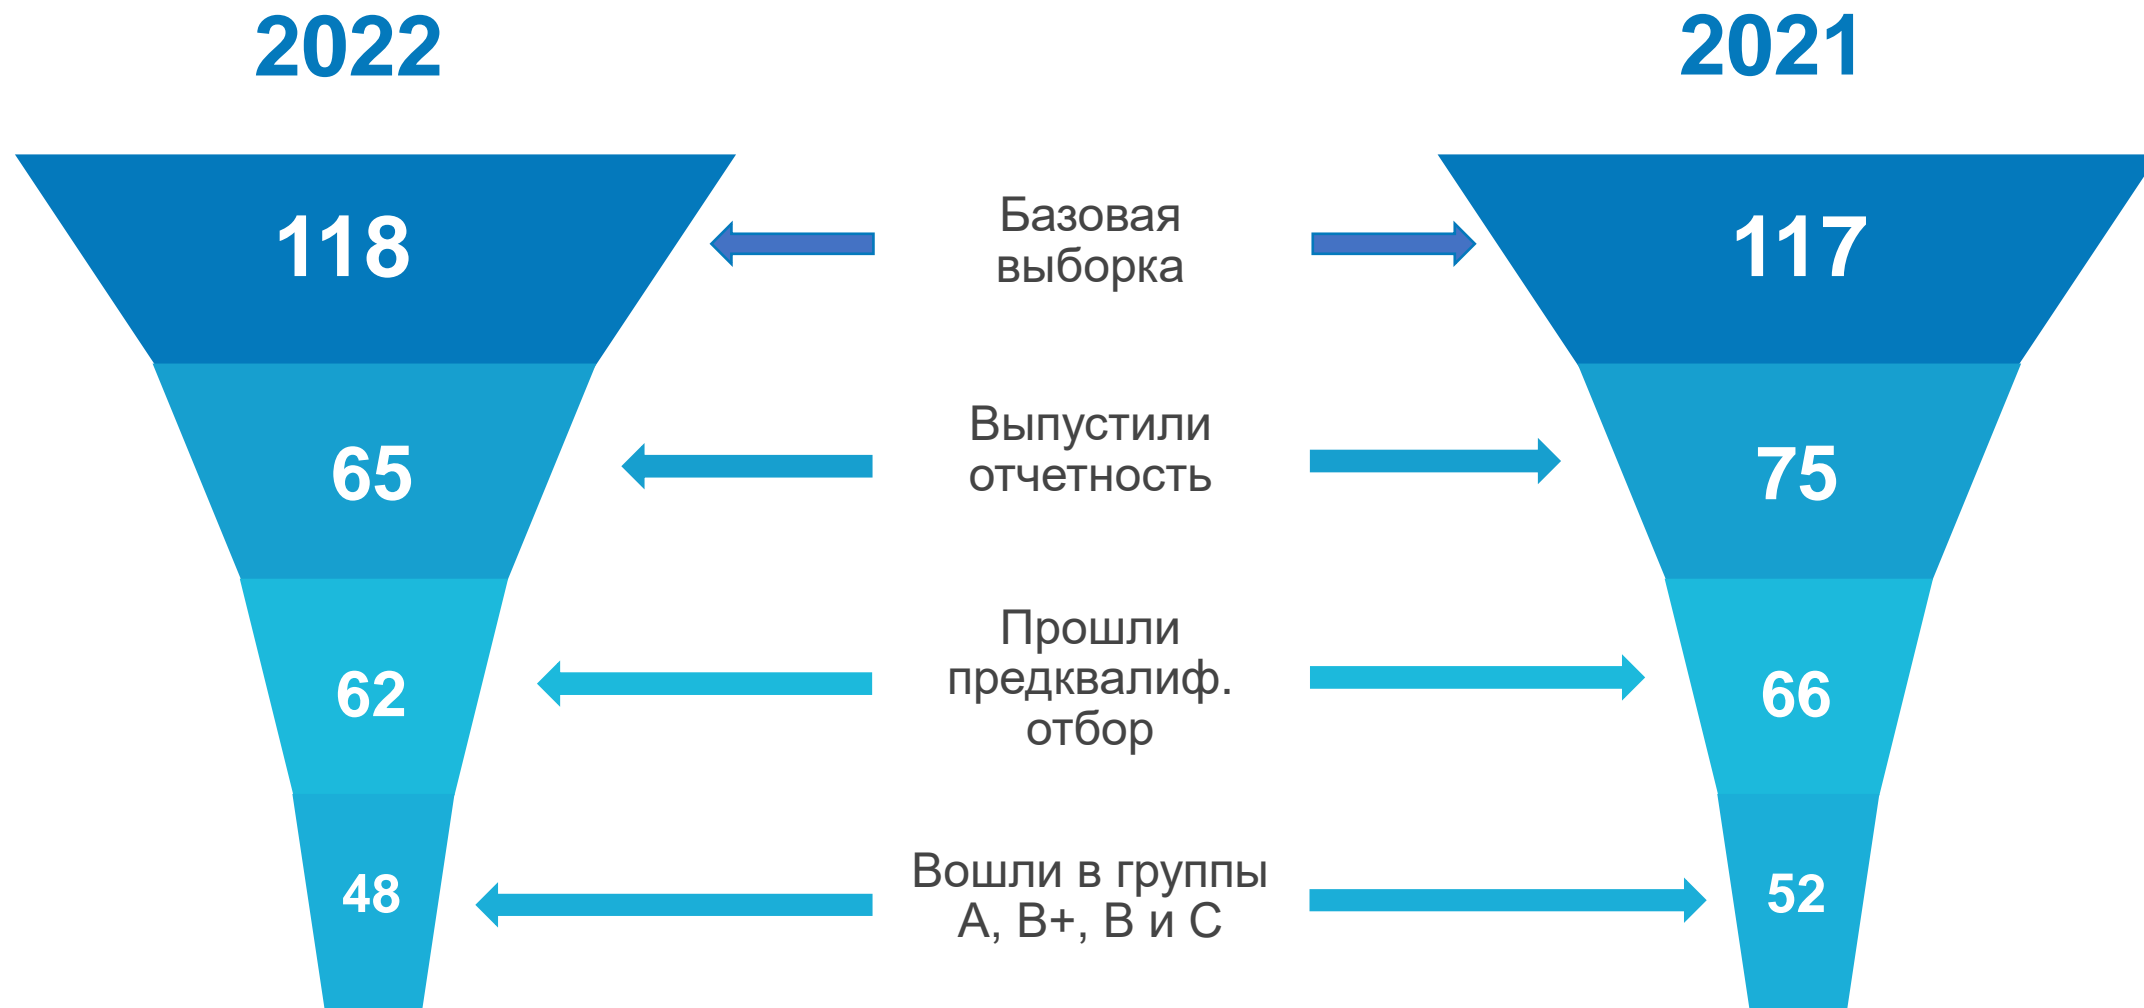 2022
2021
118
Базовая
выборка
117
65
Выпустили
отчетность
75
62
Прошли
предквалиф.
отбор
66
48
Вошли в группы
А, В+, В и С
52